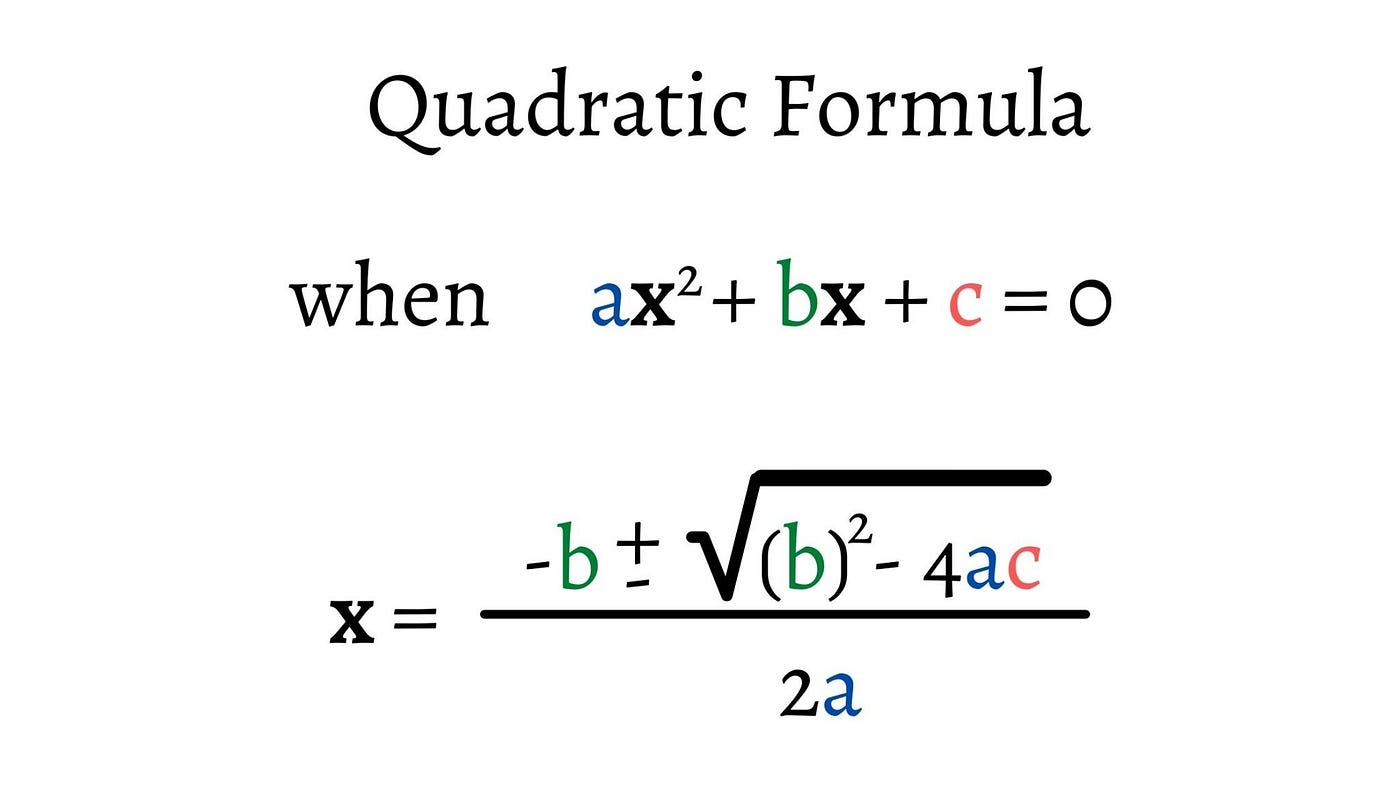 Quadratic Formula
when ax²+ bx + c = 0
x = -b ± √(b)²- 4ac
2a